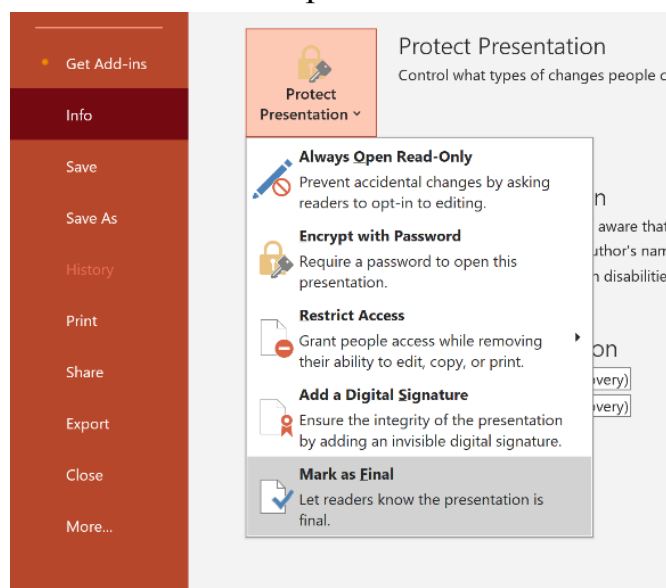 Get Add-ins
Info
Save
Save As
History
Print
Share
Export
Close
More...
Protect
Presentation
Protect Presentation
Control what types of changes people
Always Open Read-Only
Prevent accidental changes by asking
readers to opt-in to editing.
Encrypt with Password
Require a password to open this
presentation.
Restrict Access
Grant people access while removing
their ability to edit, copy, or print.
Add a Digital Signature
Ensure the integrity of the presentation
by adding an invisible digital signature.
Mark as Final
Let readers know the presentation is
final.
n
aware that
uthor's nam
n disabilitie
on
overy)
overy)